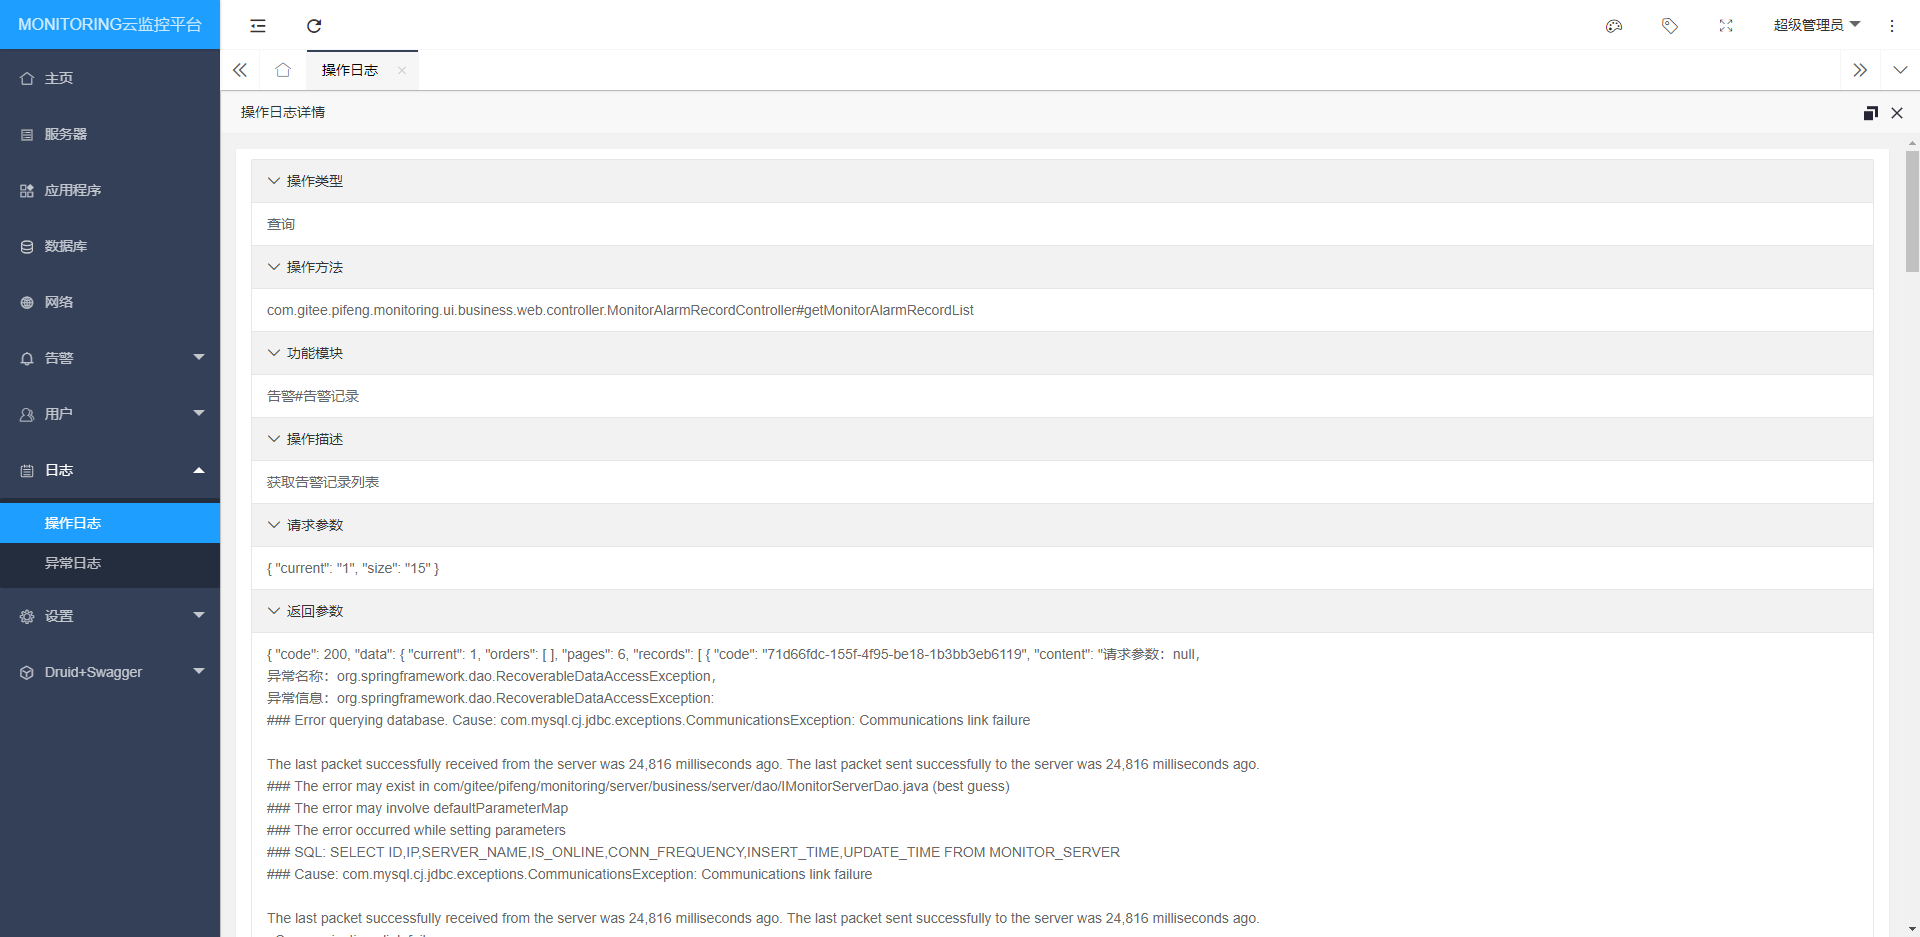 MONITORING云监控平台
超级管理员
主页
服务器
应用程序
数据库
网络
告警
用户
日志
操作日志
异常日志
设置
Druid+Swagger
操作日志
操作日志详情
操作类型
查询
操作方法
com.gitee.pifeng.monitoring.ui.business.web.controller.MonitorAlarmRecordController#getMonitorAlarmRecordList
功能模块
告警#告警记录
操作描述
获取告警记录列表
请求参数
{ "current": "1", "size": "15" }
返回参数
{ "code": 200, "data": { "current": 1, "orders": [ ], "pages": 6, "records": [ { "code": "71d66fdc-155f-4f95-be18-1b3bb3eb6119", "content": "请求参数：null，
异常名称：org.springframework.dao.RecoverableDataAccessException，
异常信息：org.springframework.dao.RecoverableDataAccessException:
### Error querying database. Cause: com.mysql.cj.jdbc.exceptions.CommunicationsException: Communications link failure
The last packet successfully received from the server was 24,816 milliseconds ago. The last packet sent successfully to the server was 24,816 milliseconds ago.
### The error may exist in com/gitee/pifeng/monitoring/server/business/server/dao/IMonitorServerDao.java (best guess)
### The error may involve defaultParameterMap
### The error occurred while setting parameters
### SQL: SELECT ID,IP,SERVER_NAME,IS_ONLINE,CONN_FREQUENCY,INSERT_TIME,UPDATE_TIME FROM MONITOR_SERVER
### Cause: com.mysql.cj.jdbc.exceptions.CommunicationsException: Communications link failure
The last packet successfully received from the server was 24,816 milliseconds ago. The last packet sent successfully to the server was 24,816 milliseconds ago.